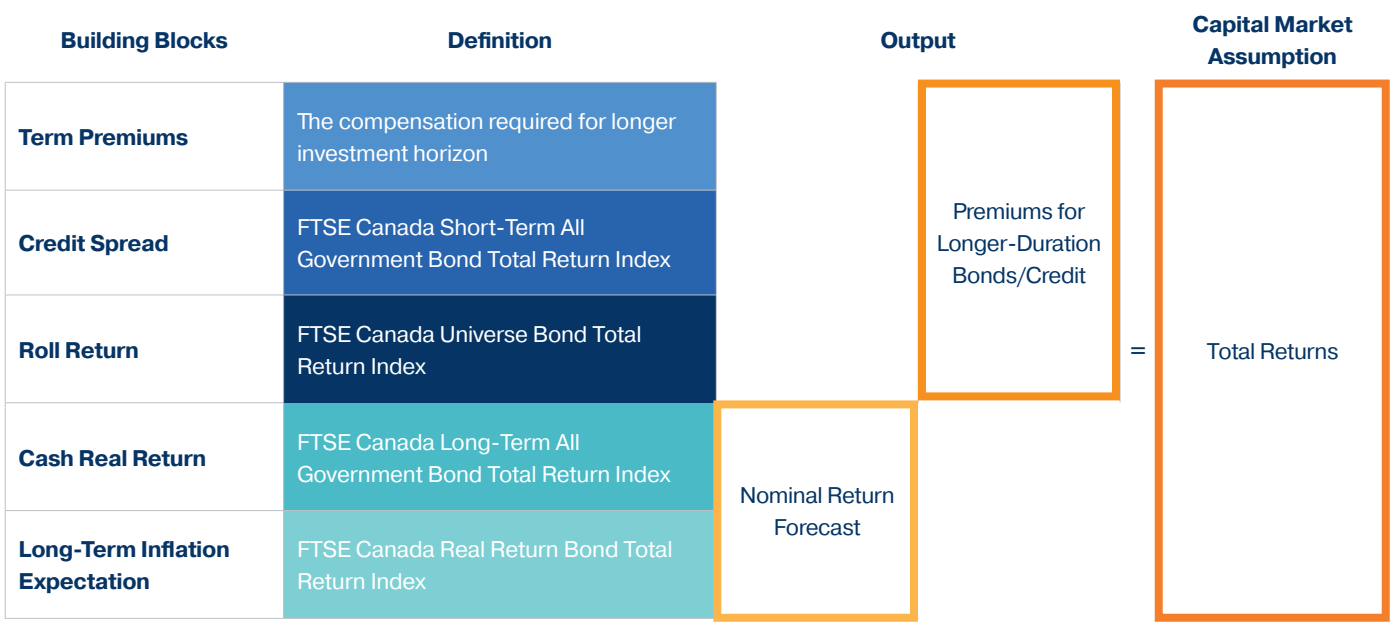 Building Blocks
Definition
Output
Capital Market
Assumption
Term Premiums
The compensation required for longer
investment horizon
Credit Spread
FTSE Canada Short-Term All
Government Bond Total Return Index
Roll Return
FTSE Canada Universe Bond Total
Return Index
Cash Real Return
FTSE Canada Long-Term All
Government Bond Total Return Index
Long-Term Inflation
Expectation
FTSE Canada Real Return Bond Total
Return Index
Nominal Return
Forecast
Premiums for
Longer-Duration
Bonds/Credit
=
Total Returns